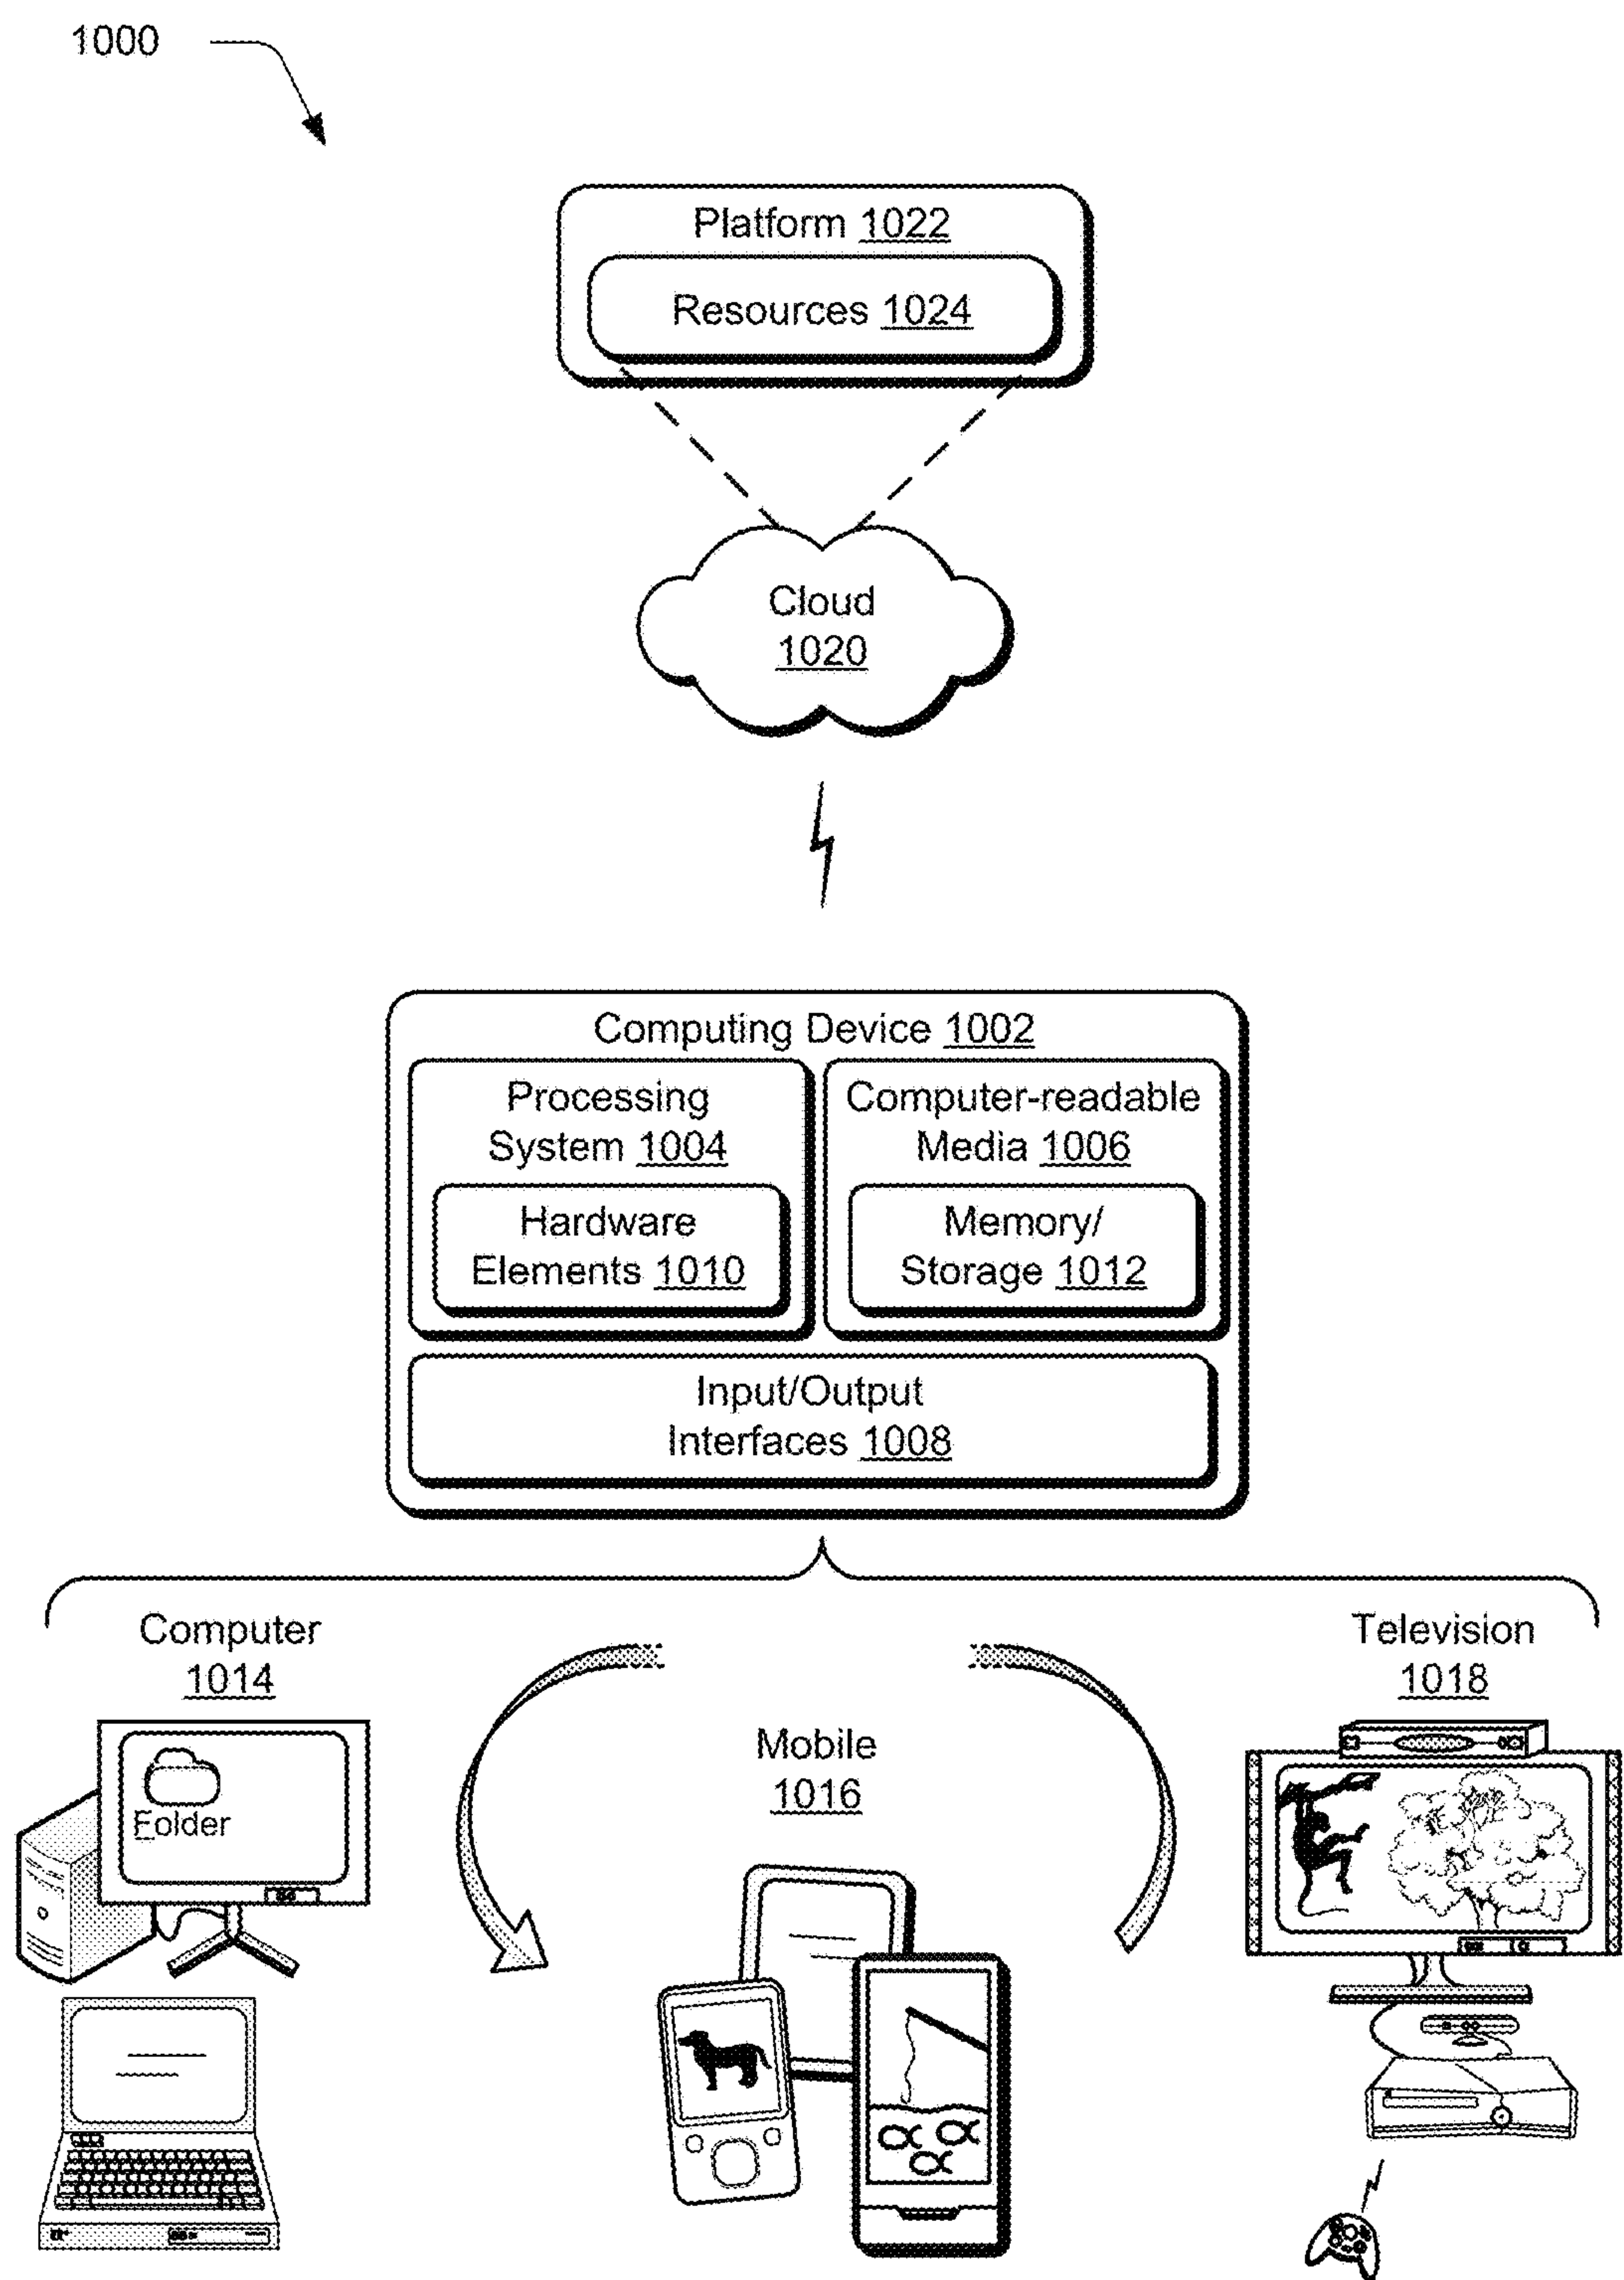 1000
Platform 1022
Resources 1024
Cloud
1020
Computing Device 1002
Processing
System 1004
Computer-readable
Media 1006
Hardware
Elements 1010
Memory/
Storage 1012
Input/Output
Interfaces 1008
Computer
1014
Mobile
1016
Television
1018
Folder